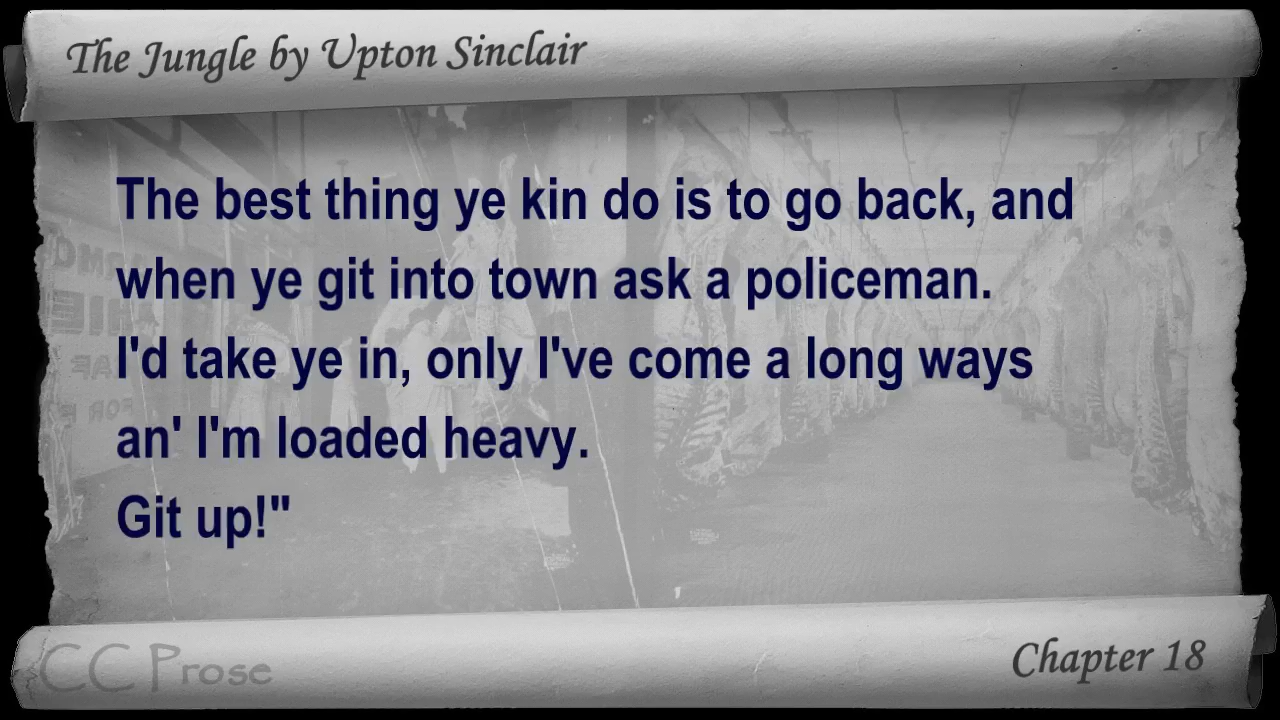 The Jungle by Upton Sinclair
The best thing ye kin do is to go back, and
when ye git into town ask a policeman.
I'd take ye in, only I've come a long ways
an' I'm loaded heavy.
Git up!"
CC Prose
Chapter 18